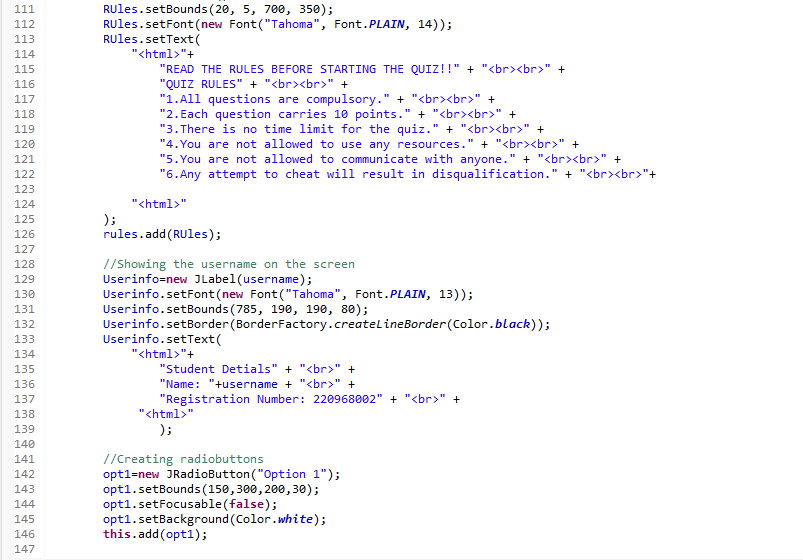 111 RUles.setBounds(20, 5, 700, 350);
112 RUles.setFont(new Font("Tahoma", Font.PLAIN, 14));
113 RUles.setText(
114 "<html>"+
115 "READ THE RULES BEFORE STARTING THE QUIZ!!" + "<br><br>" +
116 "QUIZ RULES" + "<br><br>" +
117 "1.All questions are compulsory." + "<br><br>" +
118 "2.Each question carries 10 points." + "<br><br>" +
119 "3.There is no time limit for the quiz." + "<br><br>" +
120 "4.You are not allowed to use any resources." + "<br><br>" +
121 "5.You are not allowed to communicate with anyone." + "<br><br>" +
122 "6.Any attempt to cheat will result in disqualification." + "<br><br>"+
123
124 "<html>"
125 );
126 rules.add(RUles);
127
128 //Showing the username on the screen
129 Userinfo=new JLabel(username);
130 Userinfo.setFont(new Font("Tahoma", Font.PLAIN, 13));
131 Userinfo.setBounds(785, 190, 190, 80);
132 Userinfo.setBorder(BorderFactory.createLineBorder(Color.black));
133 Userinfo.setText(
134 "<html>"+
135 "Student Detials" + "<br>" +
136 "Name: "+username + "<br>" +
137 "Registration Number: 220968002" + "<br>" +
138 "<html>"
139 );
140
141 //Creating radiobuttons
142 opt1=new JRadioButton("Option 1");
143 opt1.setBounds(150,300,200,30);
144 opt1.setFocusable(false);
145 opt1.setBackground(Color.white);
146 this.add(opt1);
147